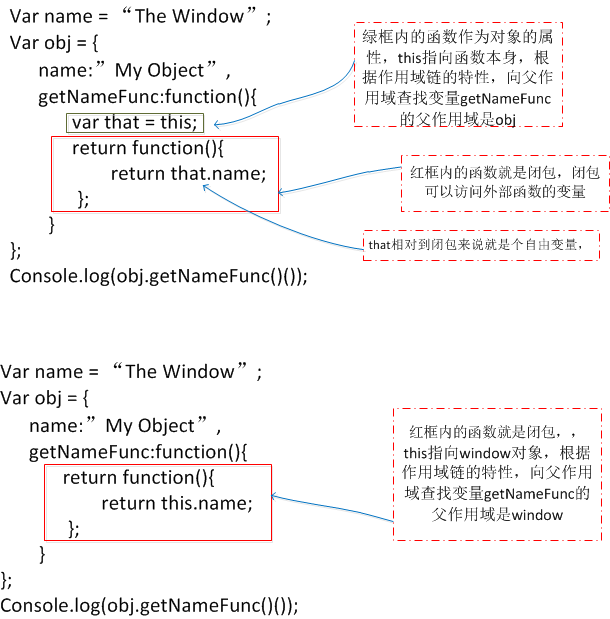 Var name = “The Window”;
Var obj = {
name:”My Object”,
getNameFunc:function(){
var that = this;
return function(){
return that.name;
};
}
};
Console.log(obj.getNameFunc()());
绿框内的函数作为对象的属
性，this指向函数本身，根
据作用域链的特性，向父作
用域查找变量getNameFunc
的父作用域是obj
红框内的函数就是闭包，闭包
可以访问外部函数的变量
that相对到闭包来说就是个自由变量，
Var name = “The Window”;
Var obj = {
name:”My Object”,
getNameFunc:function(){
return function(){
return this.name;
};
}
};
Console.log(obj.getNameFunc()());
红框内的函数就是闭包，，
this指向window对象，根据
作用域链的特性，向父作用
域查找变量getNameFunc的
父作用域是window